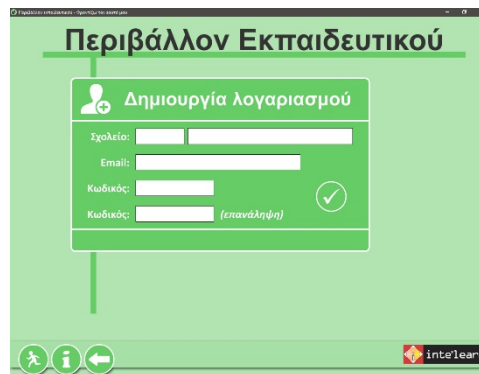 Περιβάλλον Εκπαιδευτικού
Δημιουργία λογαριασμού
Σχολείο:
Email:
Κωδικός:
Κωδικός: (επανάληψη)
inte*lear